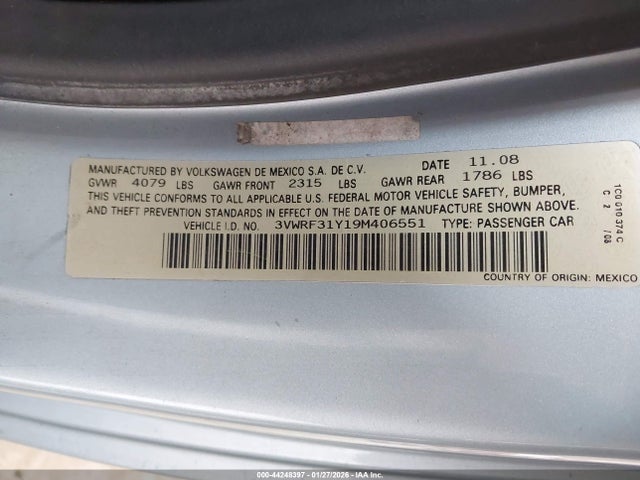 MANUFACTURED BY VOLKSWAGEN DE MEXICO S.A. DE C.V. DATE 11.08
GVWR 4079 LBS GAWR FRONT 2315 LBS GAWR REAR 1786 LBS
THIS VEHICLE CONFORMS TO ALL APPLICABLE U.S. FEDERAL MOTOR VEHICLE SAFETY, BUMPER,
AND THEFT PREVENTION STANDARDS IN EFFECT ON THE DATE OF MANUFACTURE SHOWN ABOVE.
VEHICLE I.D. NO. 3VWRF31Y19M406551 TYPE: PASSENGER CAR
COUNTRY OF ORIGIN: MEXICO
1C0 010 374 C
C 2 / 08
000-44248397 - 01/27/2026 - IAA Inc.